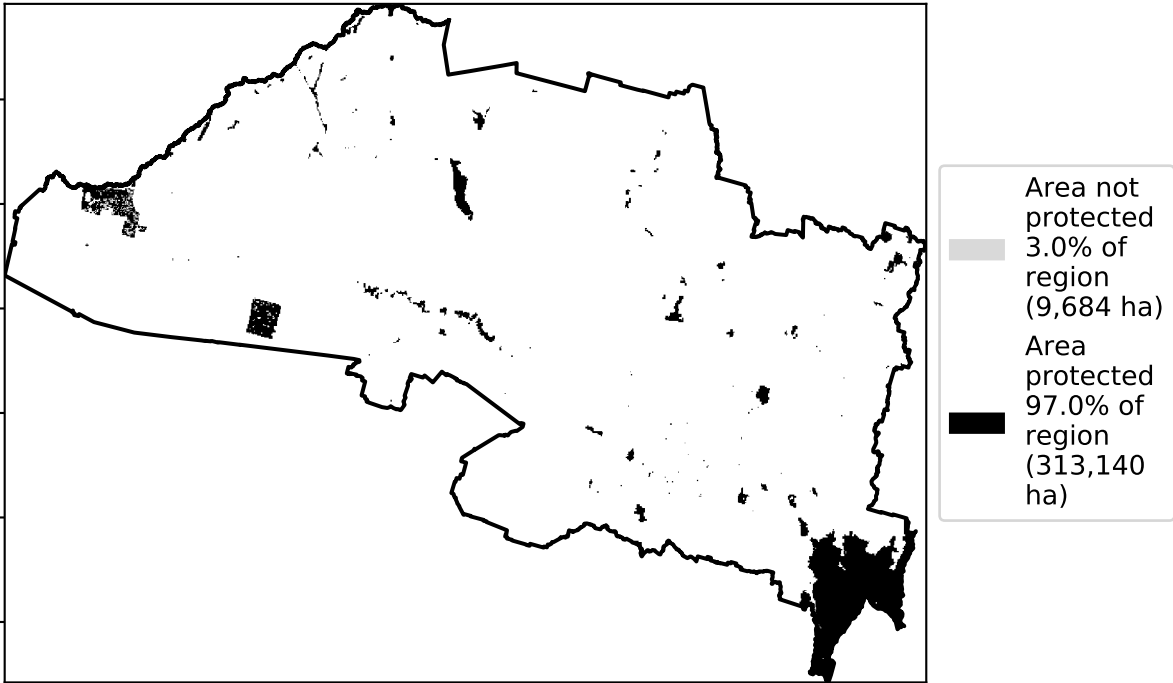 Area not
protected
3.0% of
region
(9,684 ha)
Area
protected
97.0% of
region
(313,140
ha)